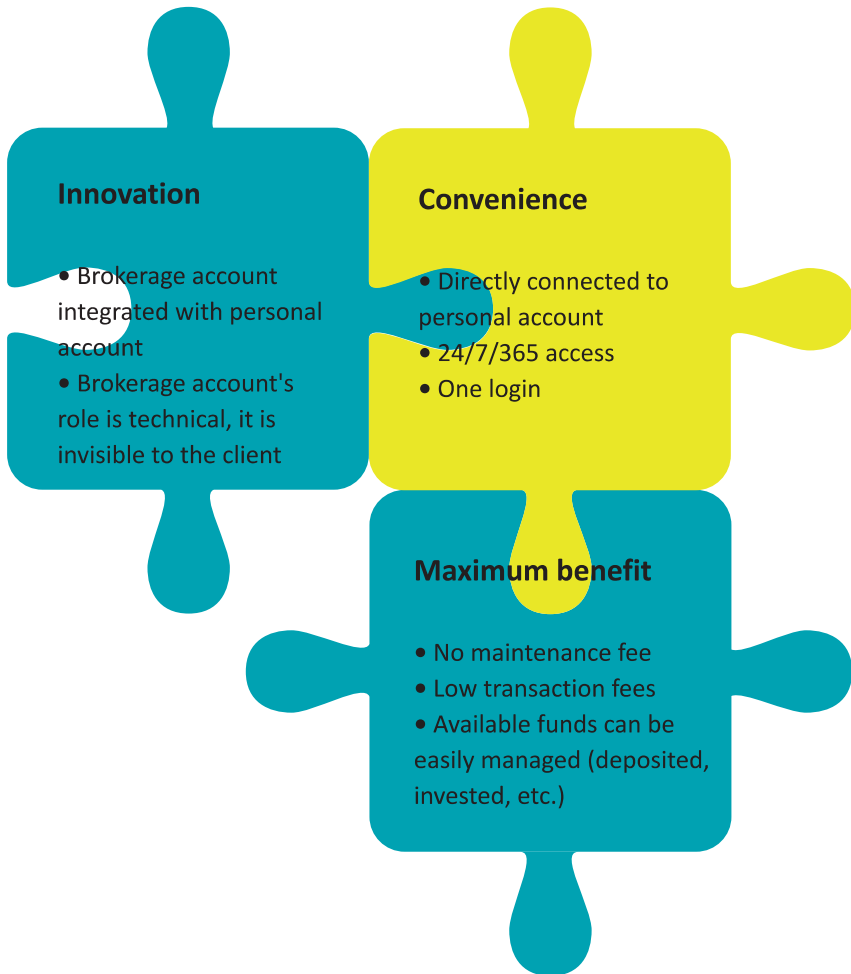 Innovation
• Brokerage account
integrated with personal
account
• Brokerage account's
role is technical, it is
invisible to the client
Convenience
• Directly connected to
personal account
• 24/7/365 access
• One login
Maximum benefit
• No maintenance fee
• Low transaction fees
• Available funds can be
easily managed (deposited,
invested, etc.)